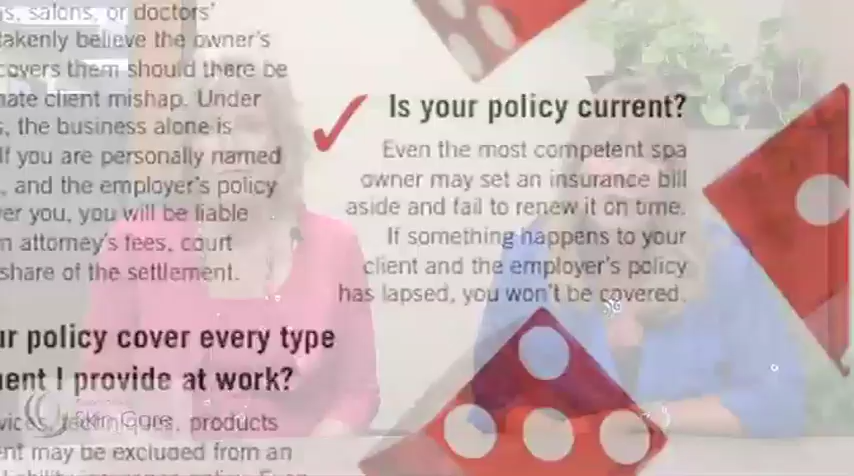 s, salons, or doctors'
takenly believe the owner's
covers them should there be
nate client mishap. Under
s, the business alone is
If you are personally named
, and the employer's policy
ver you, you will be liable
n attorney's fees, court
share of the settlement.
ur policy cover every type
ment I provide at work?
vices, techniques, products
ent may be excluded from an
Is your policy current?
Even the most competent spa
owner may set an insurance bill
aside and fail to renew it on time.
If something happens to your
client and the employer's policy
has lapsed, you won't be covered.
Skin Care